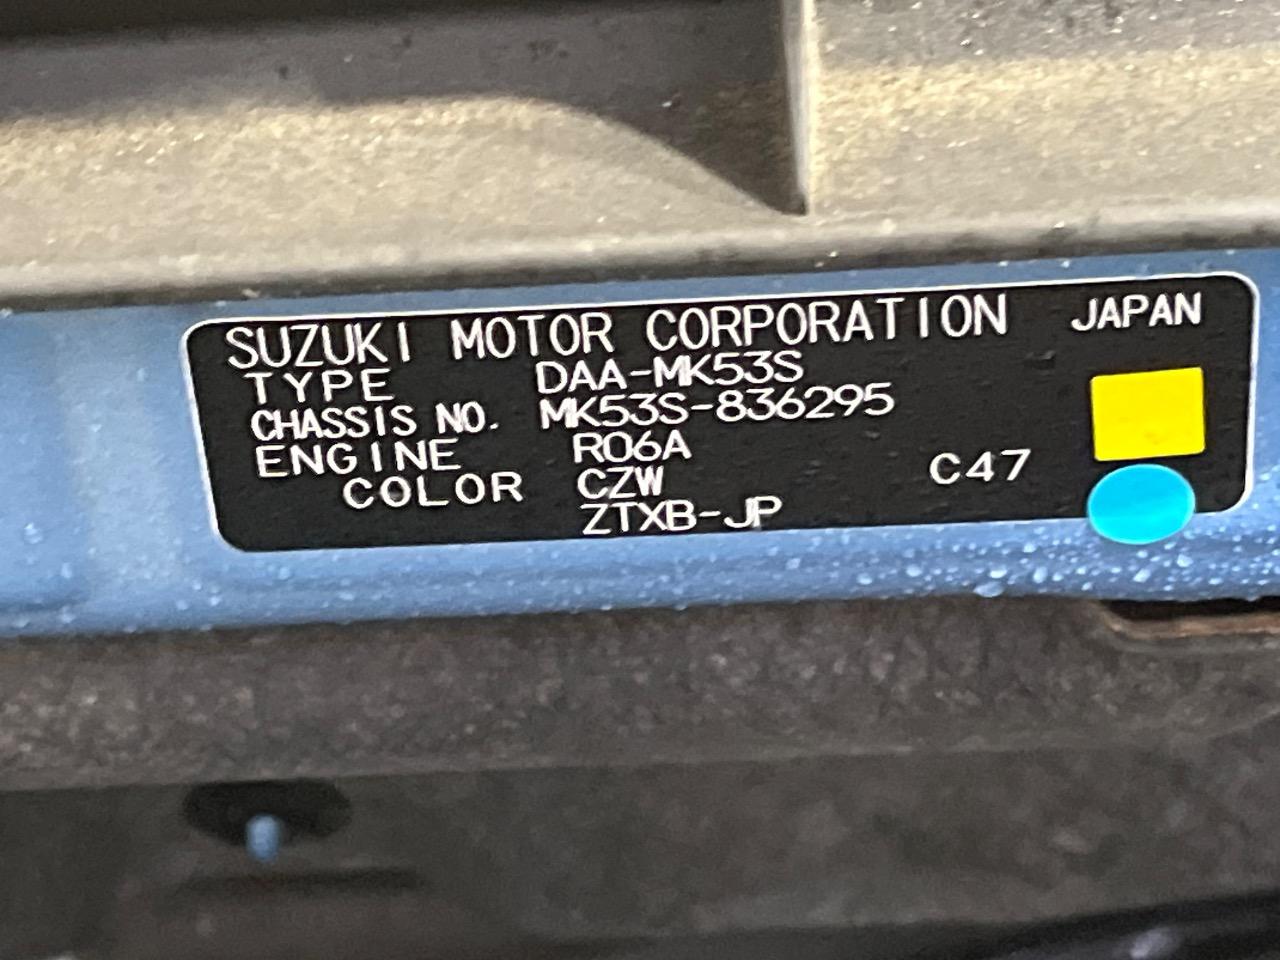 SUZUKI MOTOR CORPORATION JAPAN
TYPE DAA-MK53S
CHASSIS NO. MK53S-836295
ENGINE R06A
COLOR CZW C47
ZTXB-JP